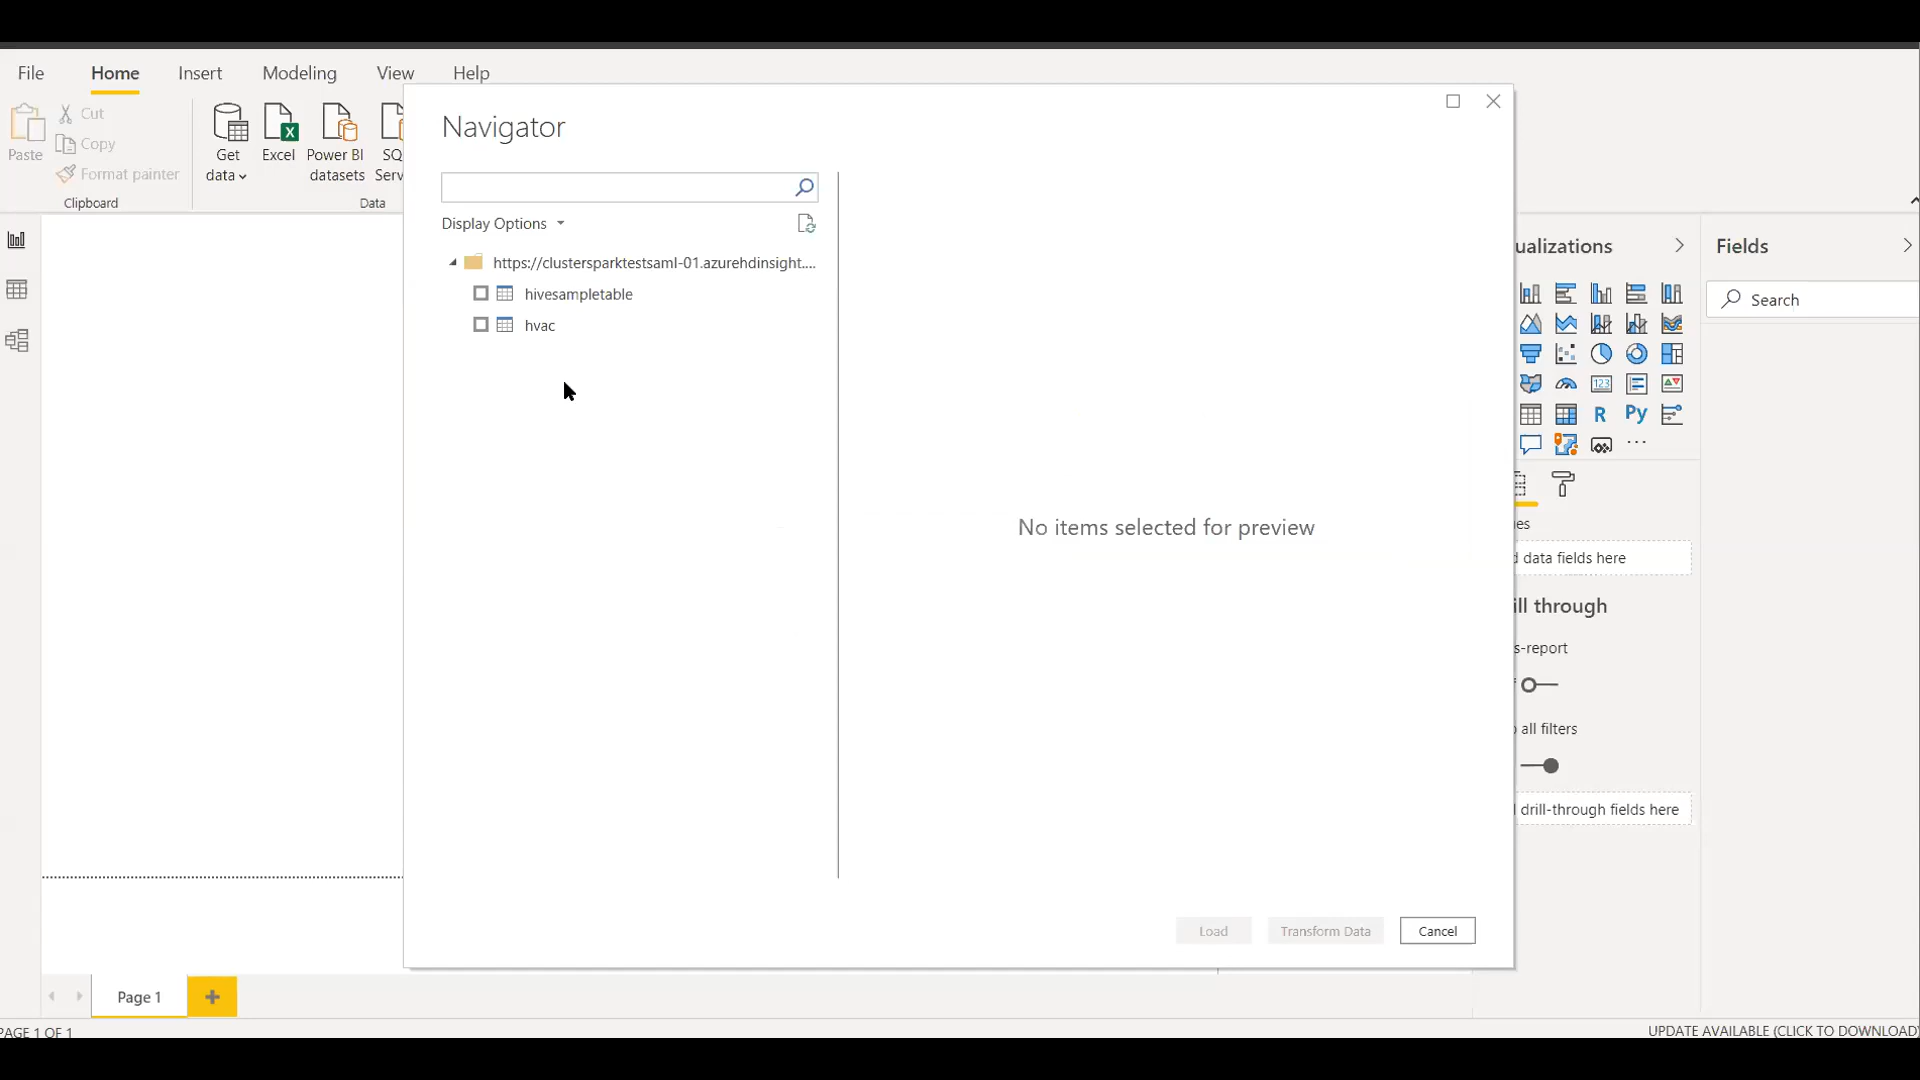 File Home Insert Modeling View Help
Paste
Cut
Copy
Format painter
Clipboard
Get data
Excel
Power BI datasets
SQ
Serv
Data
Navigator
Display Options
https://clustersparktestsaml-01.azurehdinsight....
hivesampletable
hvac
No items selected for preview
Load Transform Data Cancel
ualizations
Fields
Search
123
R Py
...
es
d data fields here
ill through
s-report
o all filters
l drill-through fields here
Page 1
PAGE 1 OF 1
UPDATE AVAILABLE (CLICK TO DOWNLOAD)